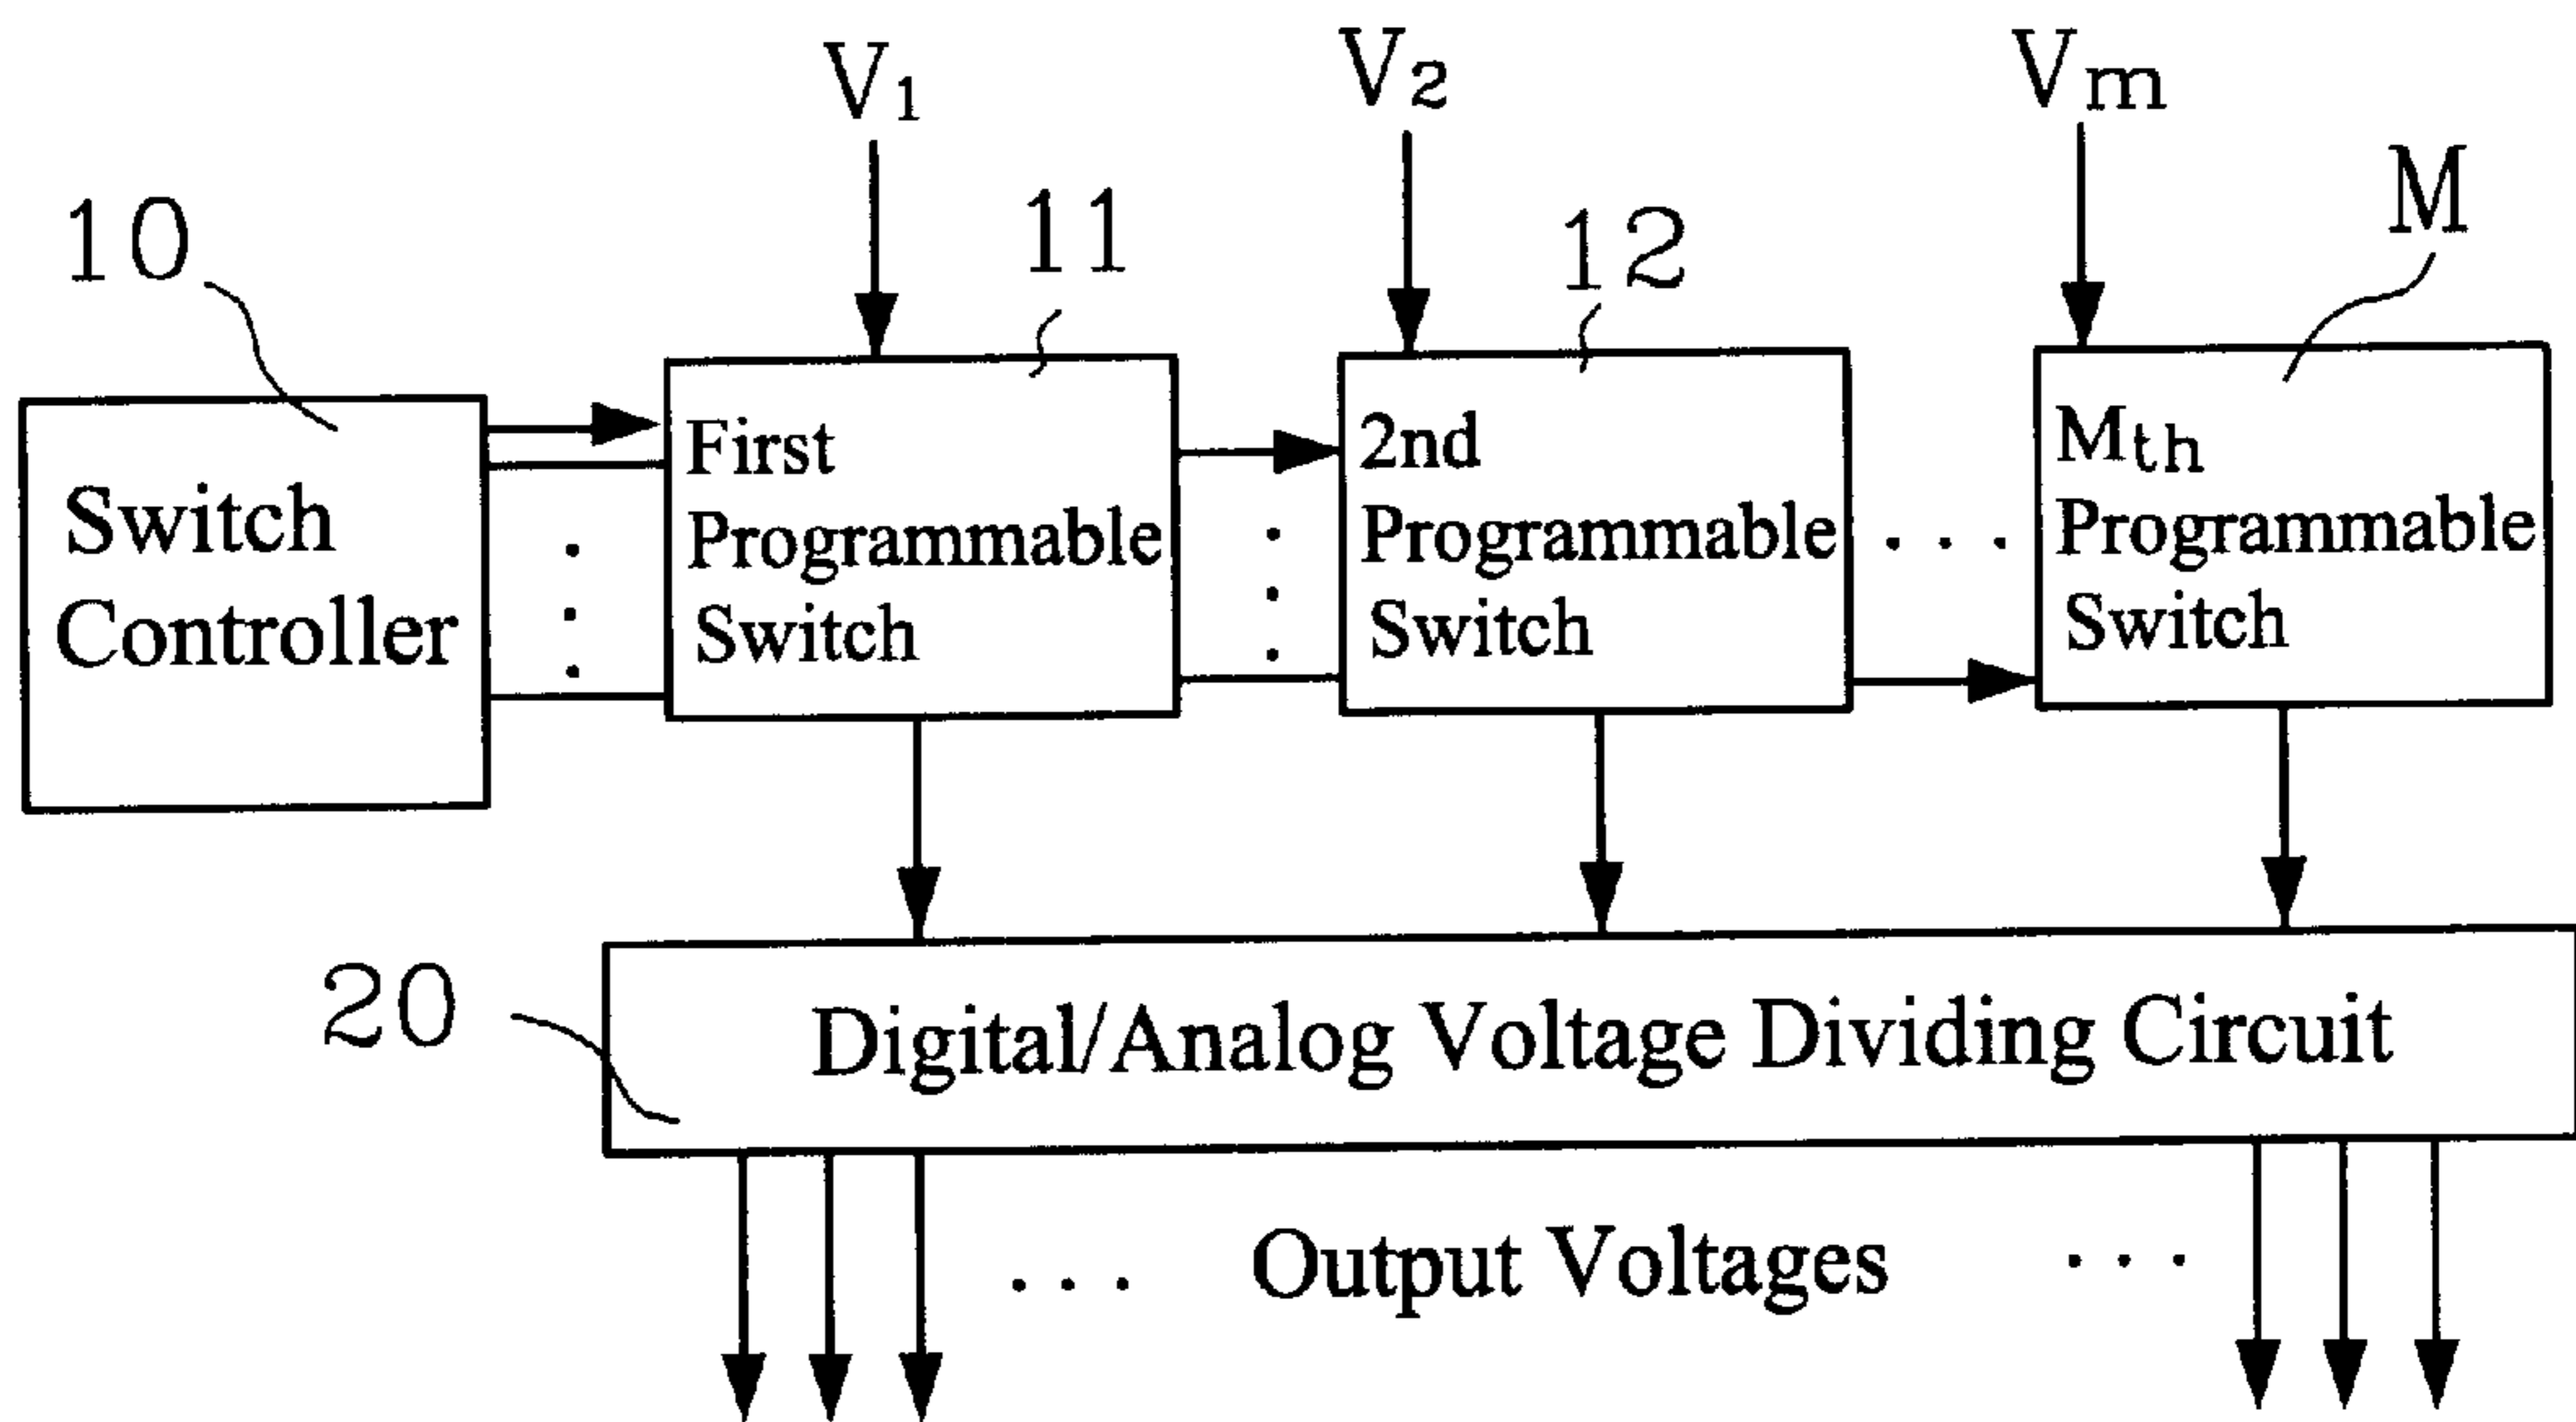 V1
V2
Vm
10
11
12
M
Switch
Controller
First
Programmable
Switch
2nd
Programmable
Switch
. . .
Mth
Programmable
Switch
20
Digital/Analog Voltage Dividing Circuit
. . . Output Voltages . . .